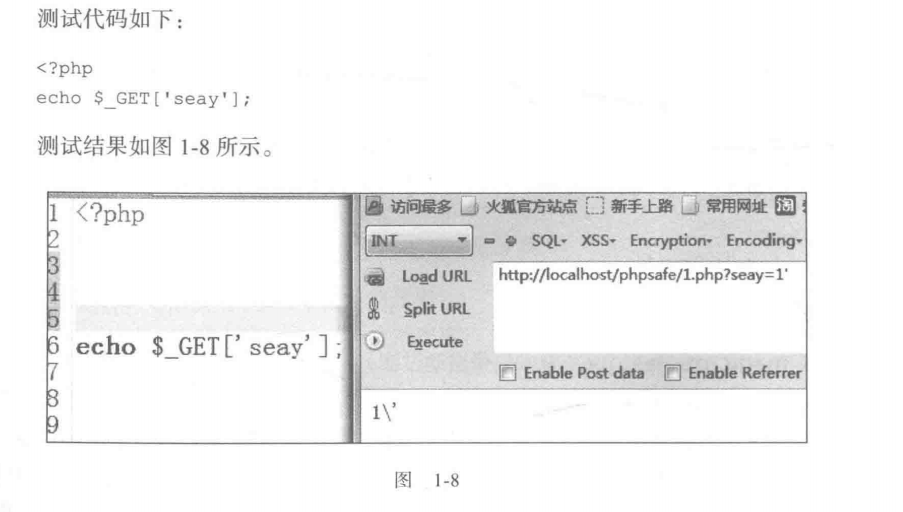 测试代码如下：
<?php
echo $_GET['seay'];
测试结果如图 1-8 所示。
1 <?php
2
3
4
5
6 echo $_GET['seay'];
7
8
9
访问最多 火狐官方站点 新手上路 常用网址 淘
INT SQL- XSS- Encryption- Encoding-
Load URL http://localhost/phpsafe/1.php?seay=1'
Split URL
Execute
Enable Post data Enable Referrer
1\'
图 1-8